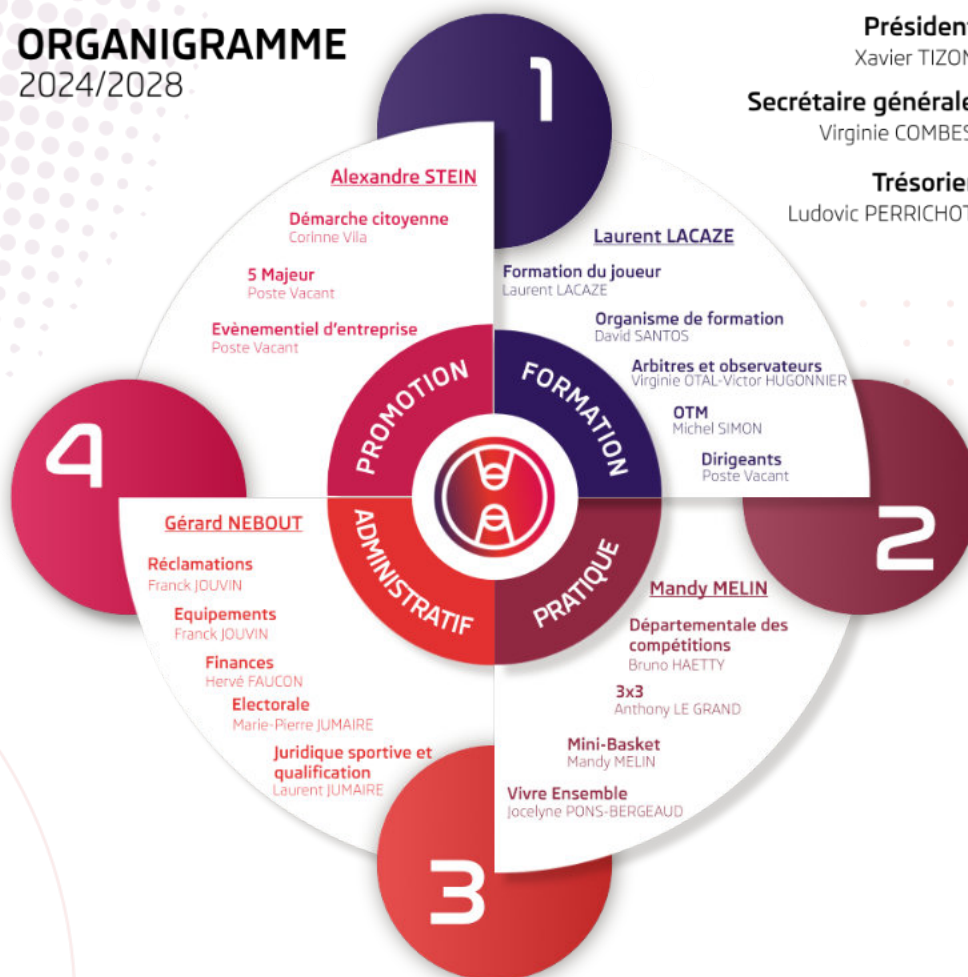 ORGANIGRAMME
2024/2028
Président
Xavier TIZON
Secrétaire générale
Virginie COMBES
Trésorier
Ludovic PERRICHOT
1
Alexandre STEIN
Démarche citoyenne
Corinne Vila
5 Majeur
Poste Vacant
Evènementiel d'entreprise
Poste Vacant
PROMOTION
Laurent LACAZE
Formation du joueur
Laurent LACAZE
Organisme de formation
David SANTOS
Arbitres et observateurs
Virginie OTAL-Victor HUGONNIER
OTM
Michel SIMON
Dirigeants
Poste Vacant
FORMATION
4
2
Gérard NEBOUT
Réclamations
Franck JOUVIN
Equipements
Franck JOUVIN
Finances
Hervé FAUCON
Electorale
Marie-Pierre JUMAIRE
Juridique sportive et
qualification
Laurent JUMAIRE
ADMINISTRATIF
PRATIQUE
Mandy MELIN
Départementale des
compétitions
Bruno HAETTY
3x3
Anthony LE GRAND
Mini-Basket
Mandy MELIN
Vivre Ensemble
Jocelyne PONS-BERGEAUD
3